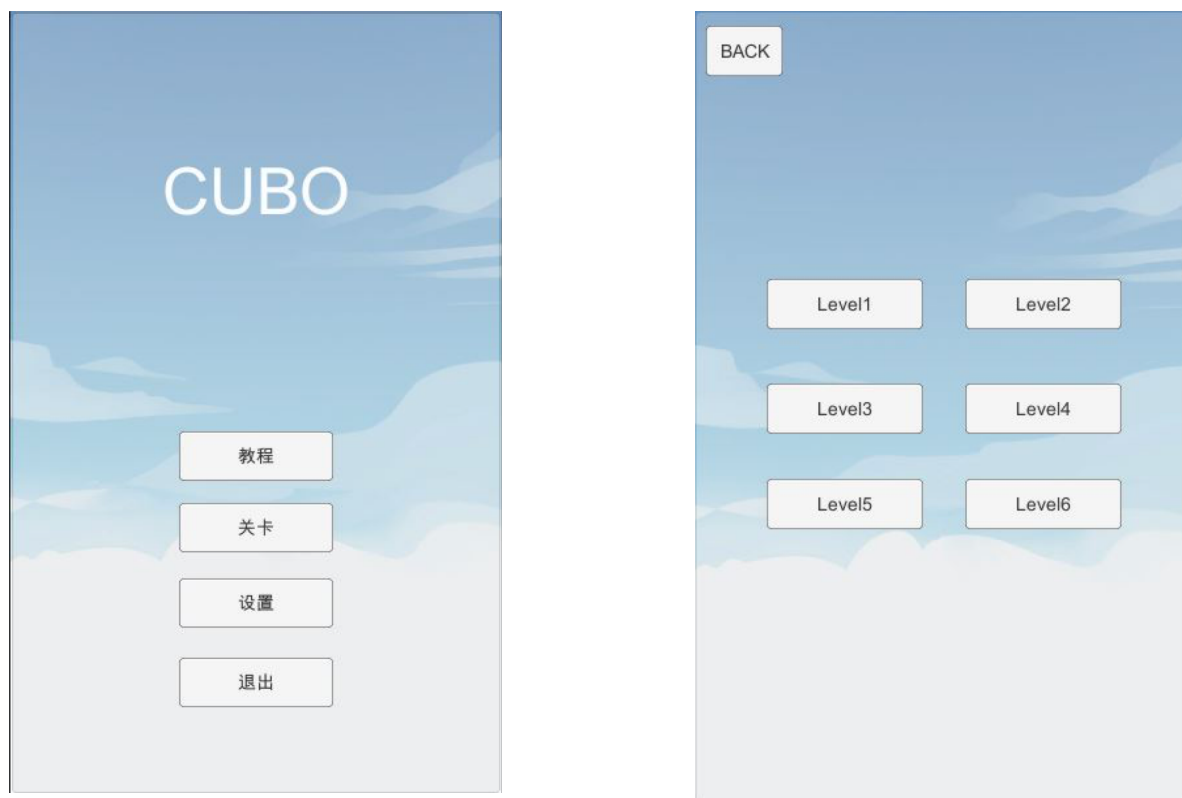 CUBO
教程
关卡
设置
退出
BACK
Level1 Level2
Level3 Level4
Level5 Level6